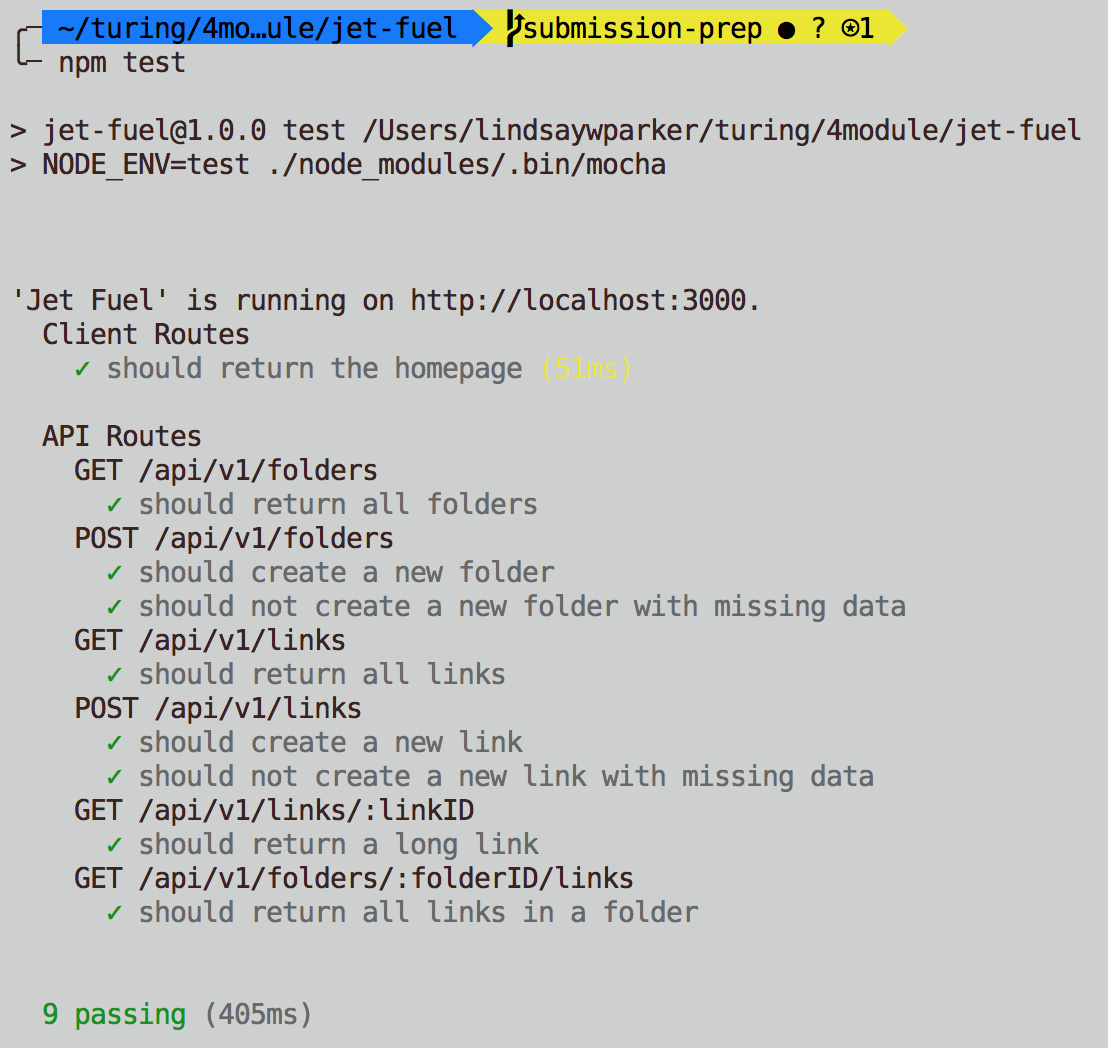 ~/turing/4mo…ule/jet-fuel submission-prep ● ? ⍟1
npm test
> jet-fuel@1.0.0 test /Users/lindsaywparker/turing/4module/jet-fuel
> NODE_ENV=test ./node_modules/.bin/mocha
'Jet Fuel' is running on http://localhost:3000.
Client Routes
✓ should return the homepage (51ms)
API Routes
GET /api/v1/folders
✓ should return all folders
POST /api/v1/folders
✓ should create a new folder
✓ should not create a new folder with missing data
GET /api/v1/links
✓ should return all links
POST /api/v1/links
✓ should create a new link
✓ should not create a new link with missing data
GET /api/v1/links/:linkID
✓ should return a long link
GET /api/v1/folders/:folderID/links
✓ should return all links in a folder
9 passing (405ms)